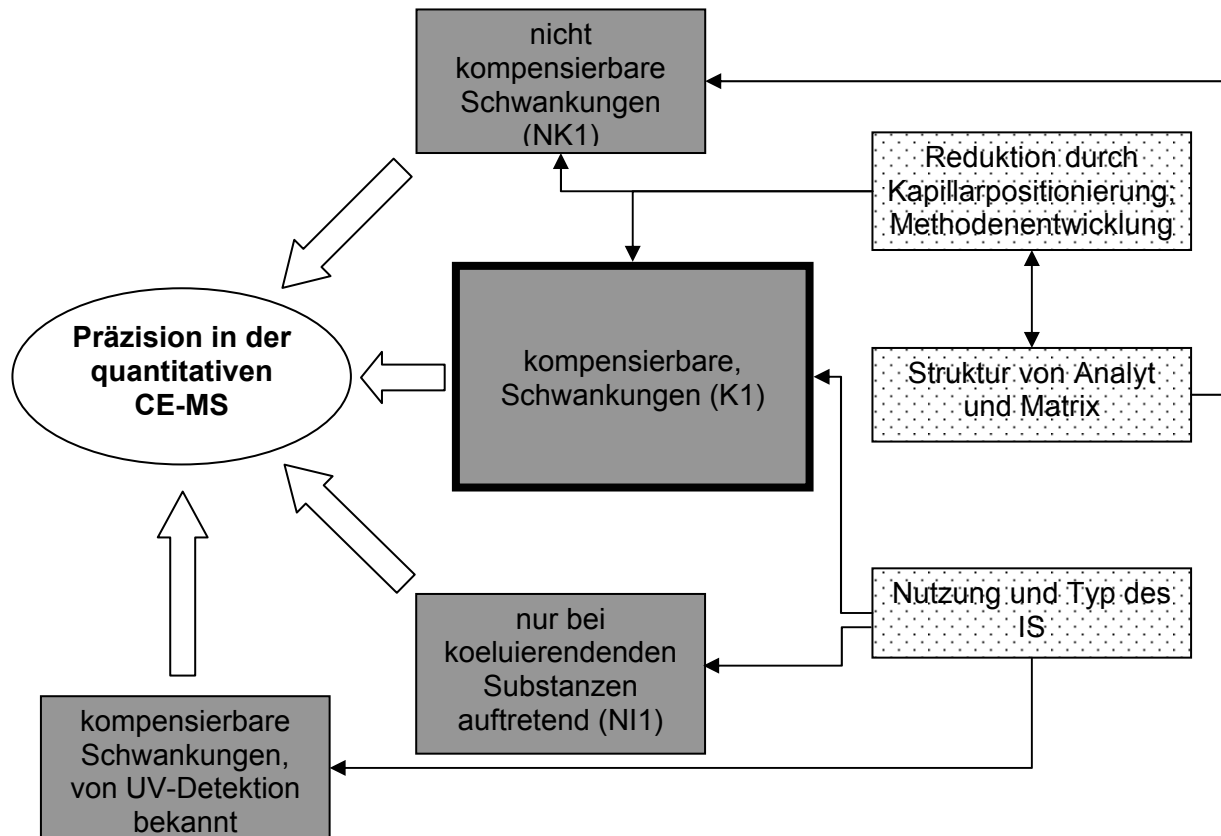 nicht
kompensierbare
Schwankungen
(NK1)
Reduktion durch
Kapillarpositionierung,
Methodenentwicklung
Präzision in der
quantitativen
CE-MS
kompensierbare,
Schwankungen (K1)
Struktur von Analyt
und Matrix
nur bei
koeluierendenden
Substanzen
auftretend (NI1)
Nutzung und Typ des
IS
kompensierbare
Schwankungen,
von UV-Detektion
bekannt